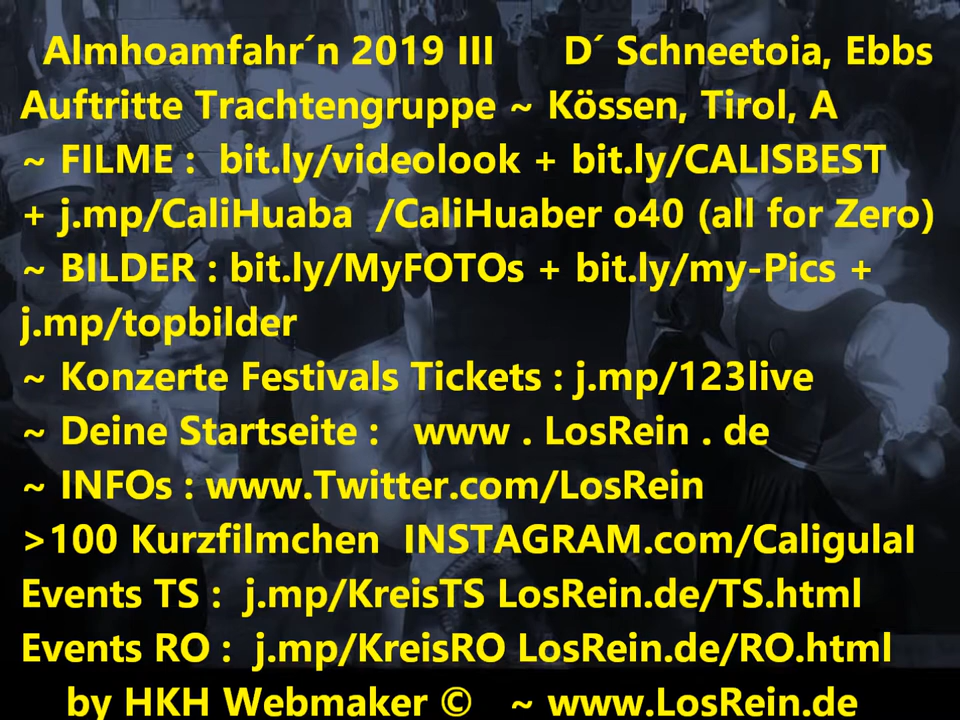 Almhoamfahr´n 2019 III D´ Schneetoia, Ebbs
Auftritte Trachtengruppe ~ Kössen, Tirol, A
~ FILME : bit.ly/videolook + bit.ly/CALISBEST
+ j.mp/CaliHuaba /CaliHuaber o40 (all for Zero)
~ BILDER : bit.ly/MyFOTOs + bit.ly/my-Pics +
j.mp/topbilder
~ Konzerte Festivals Tickets : j.mp/123live
~ Deine Startseite : www . LosRein . de
~ INFOs : www.Twitter.com/LosRein
>100 Kurzfilmchen INSTAGRAM.com/CaligulaI
Events TS : j.mp/KreisTS LosRein.de/TS.html
Events RO : j.mp/KreisRO LosRein.de/RO.html
by HKH Webmaker © ~ www.LosRein.de